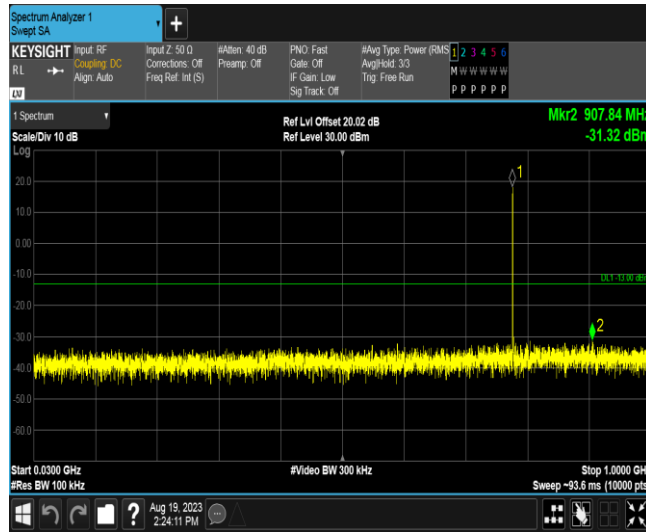 Spectrum Analyzer 1
Swept SA
+
KEYSIGHT Input: RF Input Z: 50 Ω #Atten: 40 dB PNO: Fast #Avg Type: Power (RMS 1 2 3 4 5 6
RL Coupling: DC Corrections: Off Preamp: Off Gate: Off Avg|Hold: 3/3 M W W W W W
Align: Auto Freq Ref: Int (S) IF Gain: Low Trig: Free Run
Sig Track: Off P P P P P P
LXI
1 Spectrum Ref Lvl Offset 20.02 dB Mkr2 907.84 MHz
Scale/Div 10 dB Ref Level 30.00 dBm -31.32 dBm
Log
1
20.0
10.0
0.00
-10.0
DL1 -13.00 dBm
-20.0
2
-30.0
-40.0
-50.0
-60.0
Start 0.0300 GHz #Video BW 300 kHz Stop 1.0000 GHz
#Res BW 100 kHz Sweep ~93.6 ms (10000 pts)
? Aug 19, 2023
2:24:11 PM